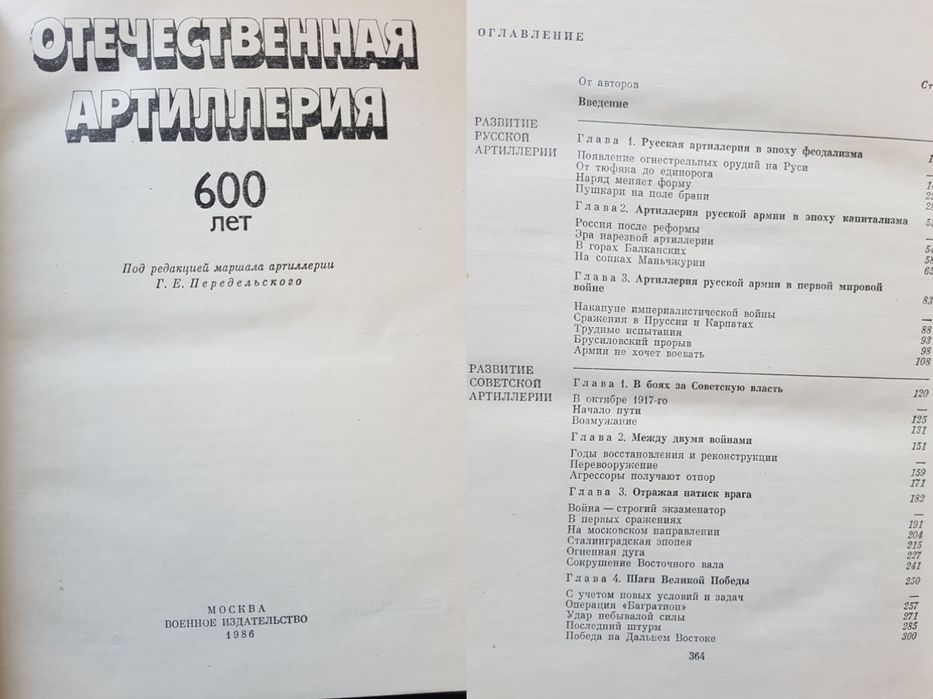 ОТЕЧЕСТВЕННАЯ
АРТИЛЛЕРИЯ
600
лет
Под редакцией маршала артиллерии
Г. Е. Передельского
МОСКВА
ВОЕННОЕ ИЗДАТЕЛЬСТВО
1986
ОГЛАВЛЕНИЕ
От авторов
Введение
РАЗВИТИЕ
РУССКОЙ
АРТИЛЛЕРИИ
Глава 1. Русская артиллерия в эпоху феодализма
Появление огнестрельных орудий на Руси
От тюфяка до единорога
Наряд меняет форму
Пушкари на поле брани
Глава 2. Артиллерия русской армии в эпоху капитализма
Россия после реформы —
Эра нарезной артиллерии
В горах Балканских
На сопках Маньчжурии
Глава 3. Артиллерия русской армии в первой мировой
войне 83
Накануне империалистической войны —
Сражения в Пруссии и Карпатах 88
Трудные испытания 93
Брусиловский прорыв 98
Армия не хочет воевать 108
РАЗВИТИЕ
СОВЕТСКОЙ
АРТИЛЛЕРИИ
Глава 1. В боях за Советскую власть 120
В октябре 1917-го —
Начало пути 125
Возмужание 131
Глава 2. Между двумя войнами 151
Годы восстановления и реконструкции —
Перевооружение 159
Агрессоры получают отпор 171
Глава 3. Отражая натиск врага 182
Война — строгий экзаменатор —
В первых сражениях 191
На московском направлении 204
Сталинградская эпопея 215
Огненная дуга 227
Сокрушение Восточного вала 241
Глава 4. Шаги Великой Победы 250
С учетом новых условий и задач —
Операция «Багратион» 257
Удар небывалой силы 271
Последний штурм 285
Победа на Дальнем Востоке 300
364